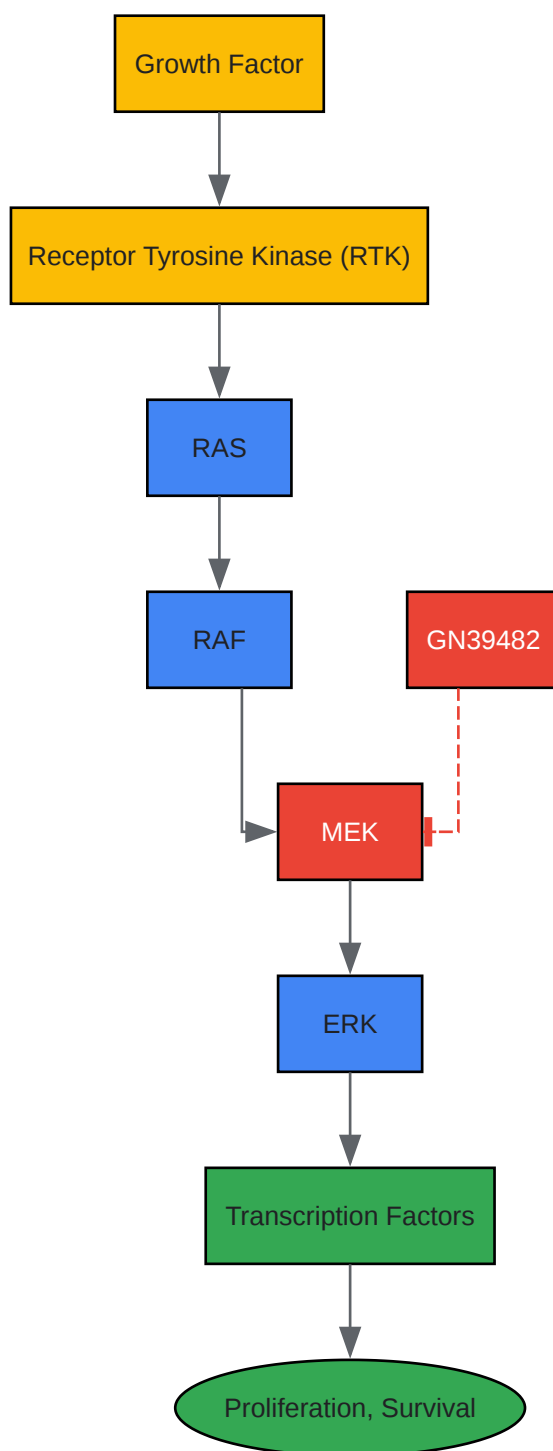 Growth Factor
Receptor Tyrosine Kinase (RTK)
RAS
RAF
GN39482
MEK
ERK
Transcription Factors
Proliferation, Survival